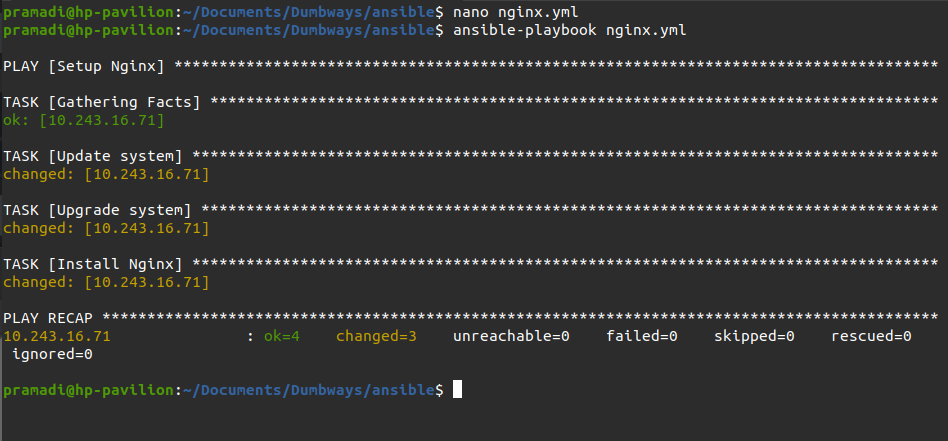 pramadi@hp-pavilion:~/Documents/Dumbways/ansible$ nano nginx.yml
pramadi@hp-pavilion:~/Documents/Dumbways/ansible$ ansible-playbook nginx.yml
PLAY [Setup Nginx] *************************************************************************************
TASK [Gathering Facts] *********************************************************************************
ok: [10.243.16.71]
TASK [Update system] ***********************************************************************************
changed: [10.243.16.71]
TASK [Upgrade system] **********************************************************************************
changed: [10.243.16.71]
TASK [Install Nginx] ***********************************************************************************
changed: [10.243.16.71]
PLAY RECAP *********************************************************************************************
10.243.16.71               : ok=4    changed=3    unreachable=0    failed=0    skipped=0    rescued=0
 ignored=0
pramadi@hp-pavilion:~/Documents/Dumbways/ansible$